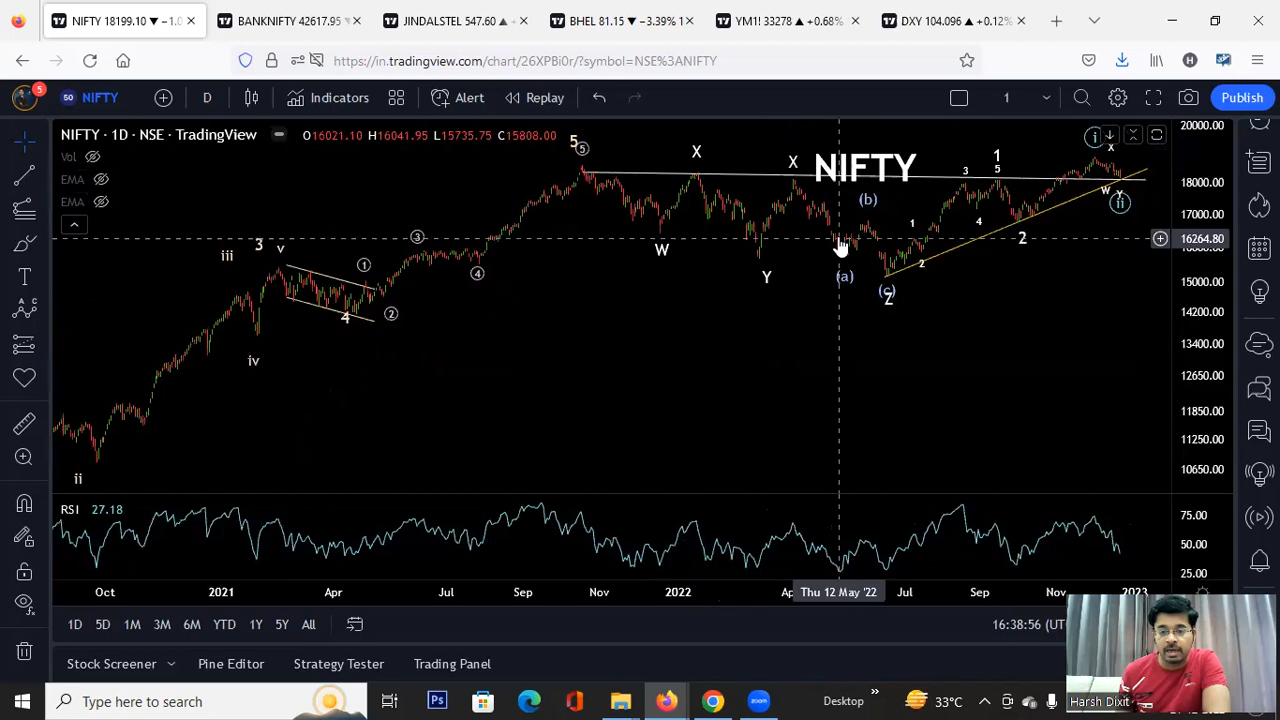 NIFTY 18199.10 ▼ −1.0
BANKNIFTY 42617.95 ▼
JINDALSTEL 547.60 ▲ +
BHEL 81.15 ▼ −3.39% 1
YM1! 33278 ▲ +0.68%
DXY 104.096 ▲ +0.12%
https://in.tradingview.com/chart/c6XPBi0r/?symbol=NSE%3ANIFTY
H
5
50 NIFTY
D
Indicators
Alert
Replay
1
Publish
NIFTY · 1D · NSE • TradingView
O16021.10 H16041.95 L15735.75 C15808.00
Vol
EMA
EMA
NIFTY
5
5
X
X
3
1
5
i
x
W
Y
ii
(b)
1
4
2
3
iii
3
v
1
W
4
Y
(a)
(c)
Z
2
2
4
iv
ii
20000.00
18000.00
17000.00
16264.80
15000.00
14200.00
13400.00
12650.00
11850.00
11250.00
10650.00
RSI 27.18
75.00
50.00
25.00
Oct
2021
Apr
Jul
Sep
Nov
2022
Ap
Thu 12 May '22
Jul
Sep
Nov
2023
1D
5D
1M
3M
6M
YTD
1Y
5Y
All
16:38:56 (UT
Stock Screener
Pine Editor
Strategy Tester
Trading Panel
Harsh Dixit
Type here to search
Ps
Desktop
33°C